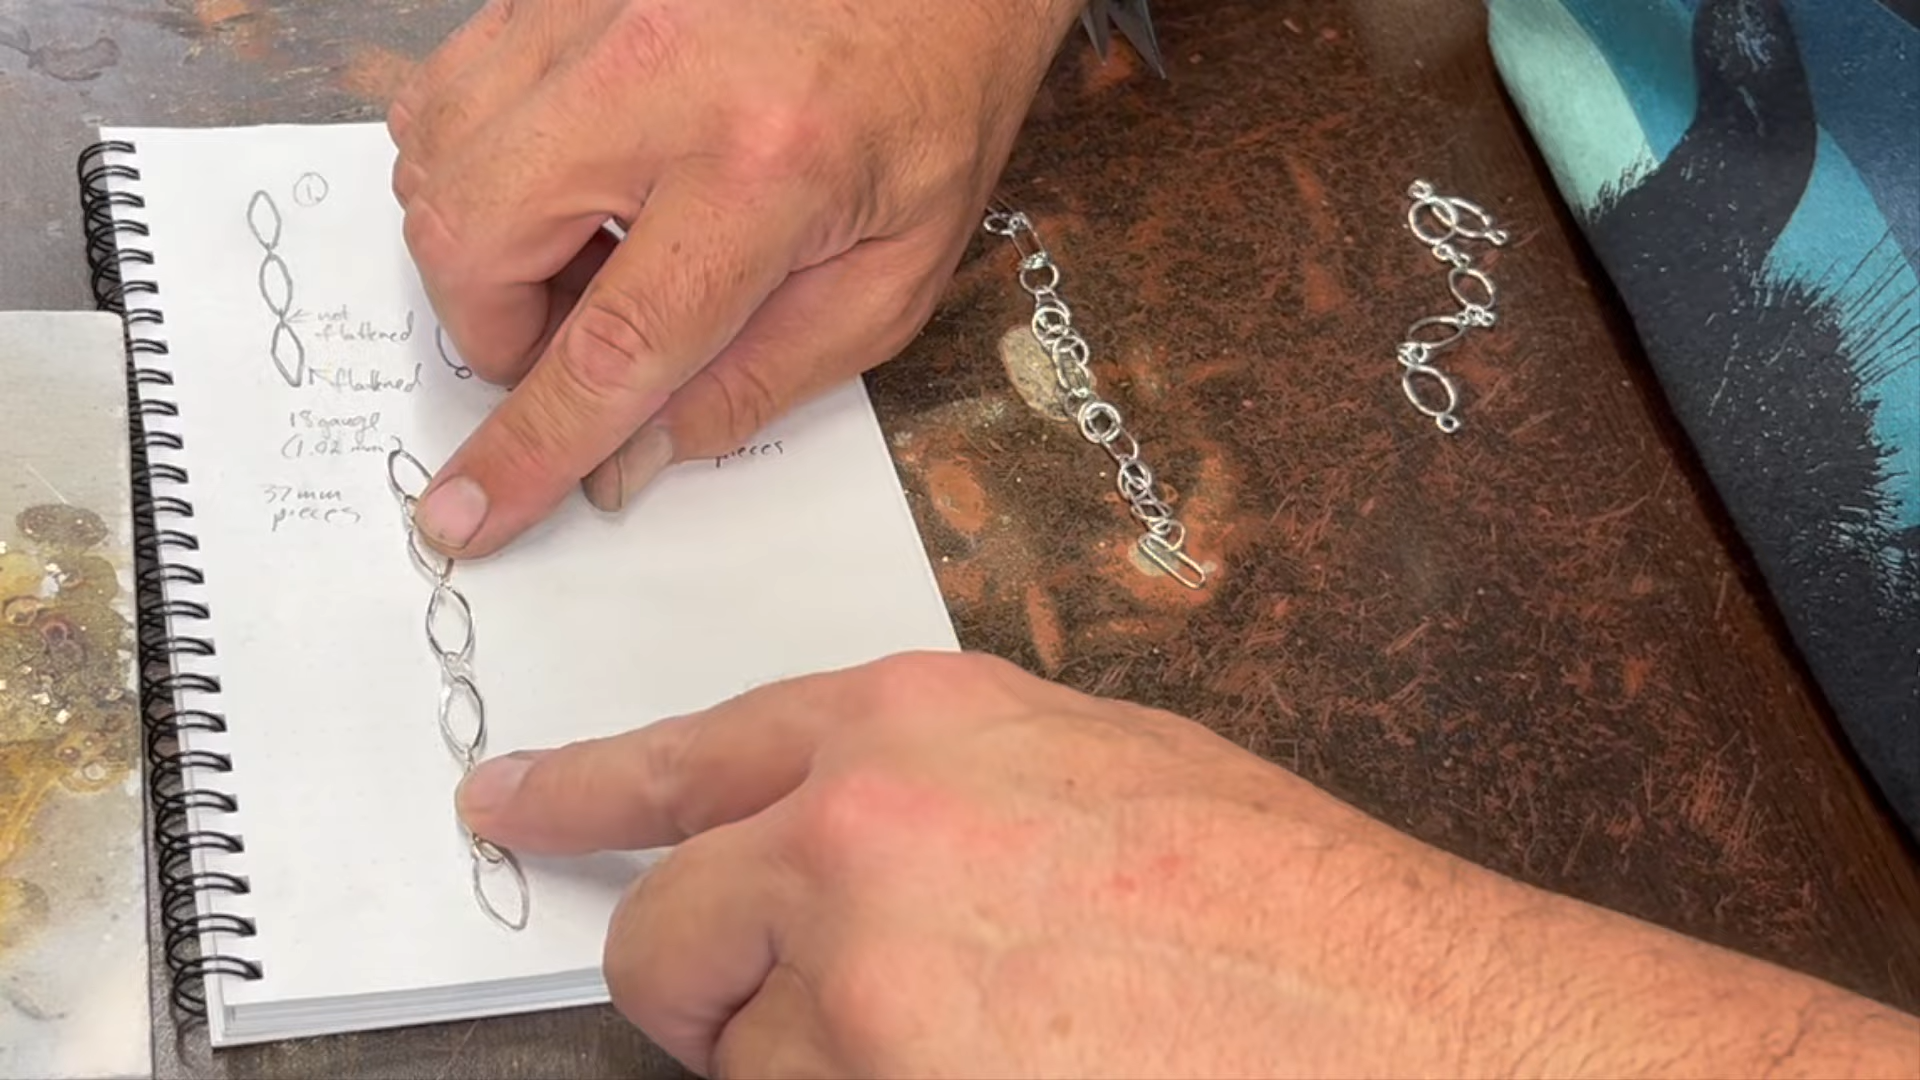 1
not
flattened
flattened
18 gauge
(1.02 mm
37 mm
pieces
pieces